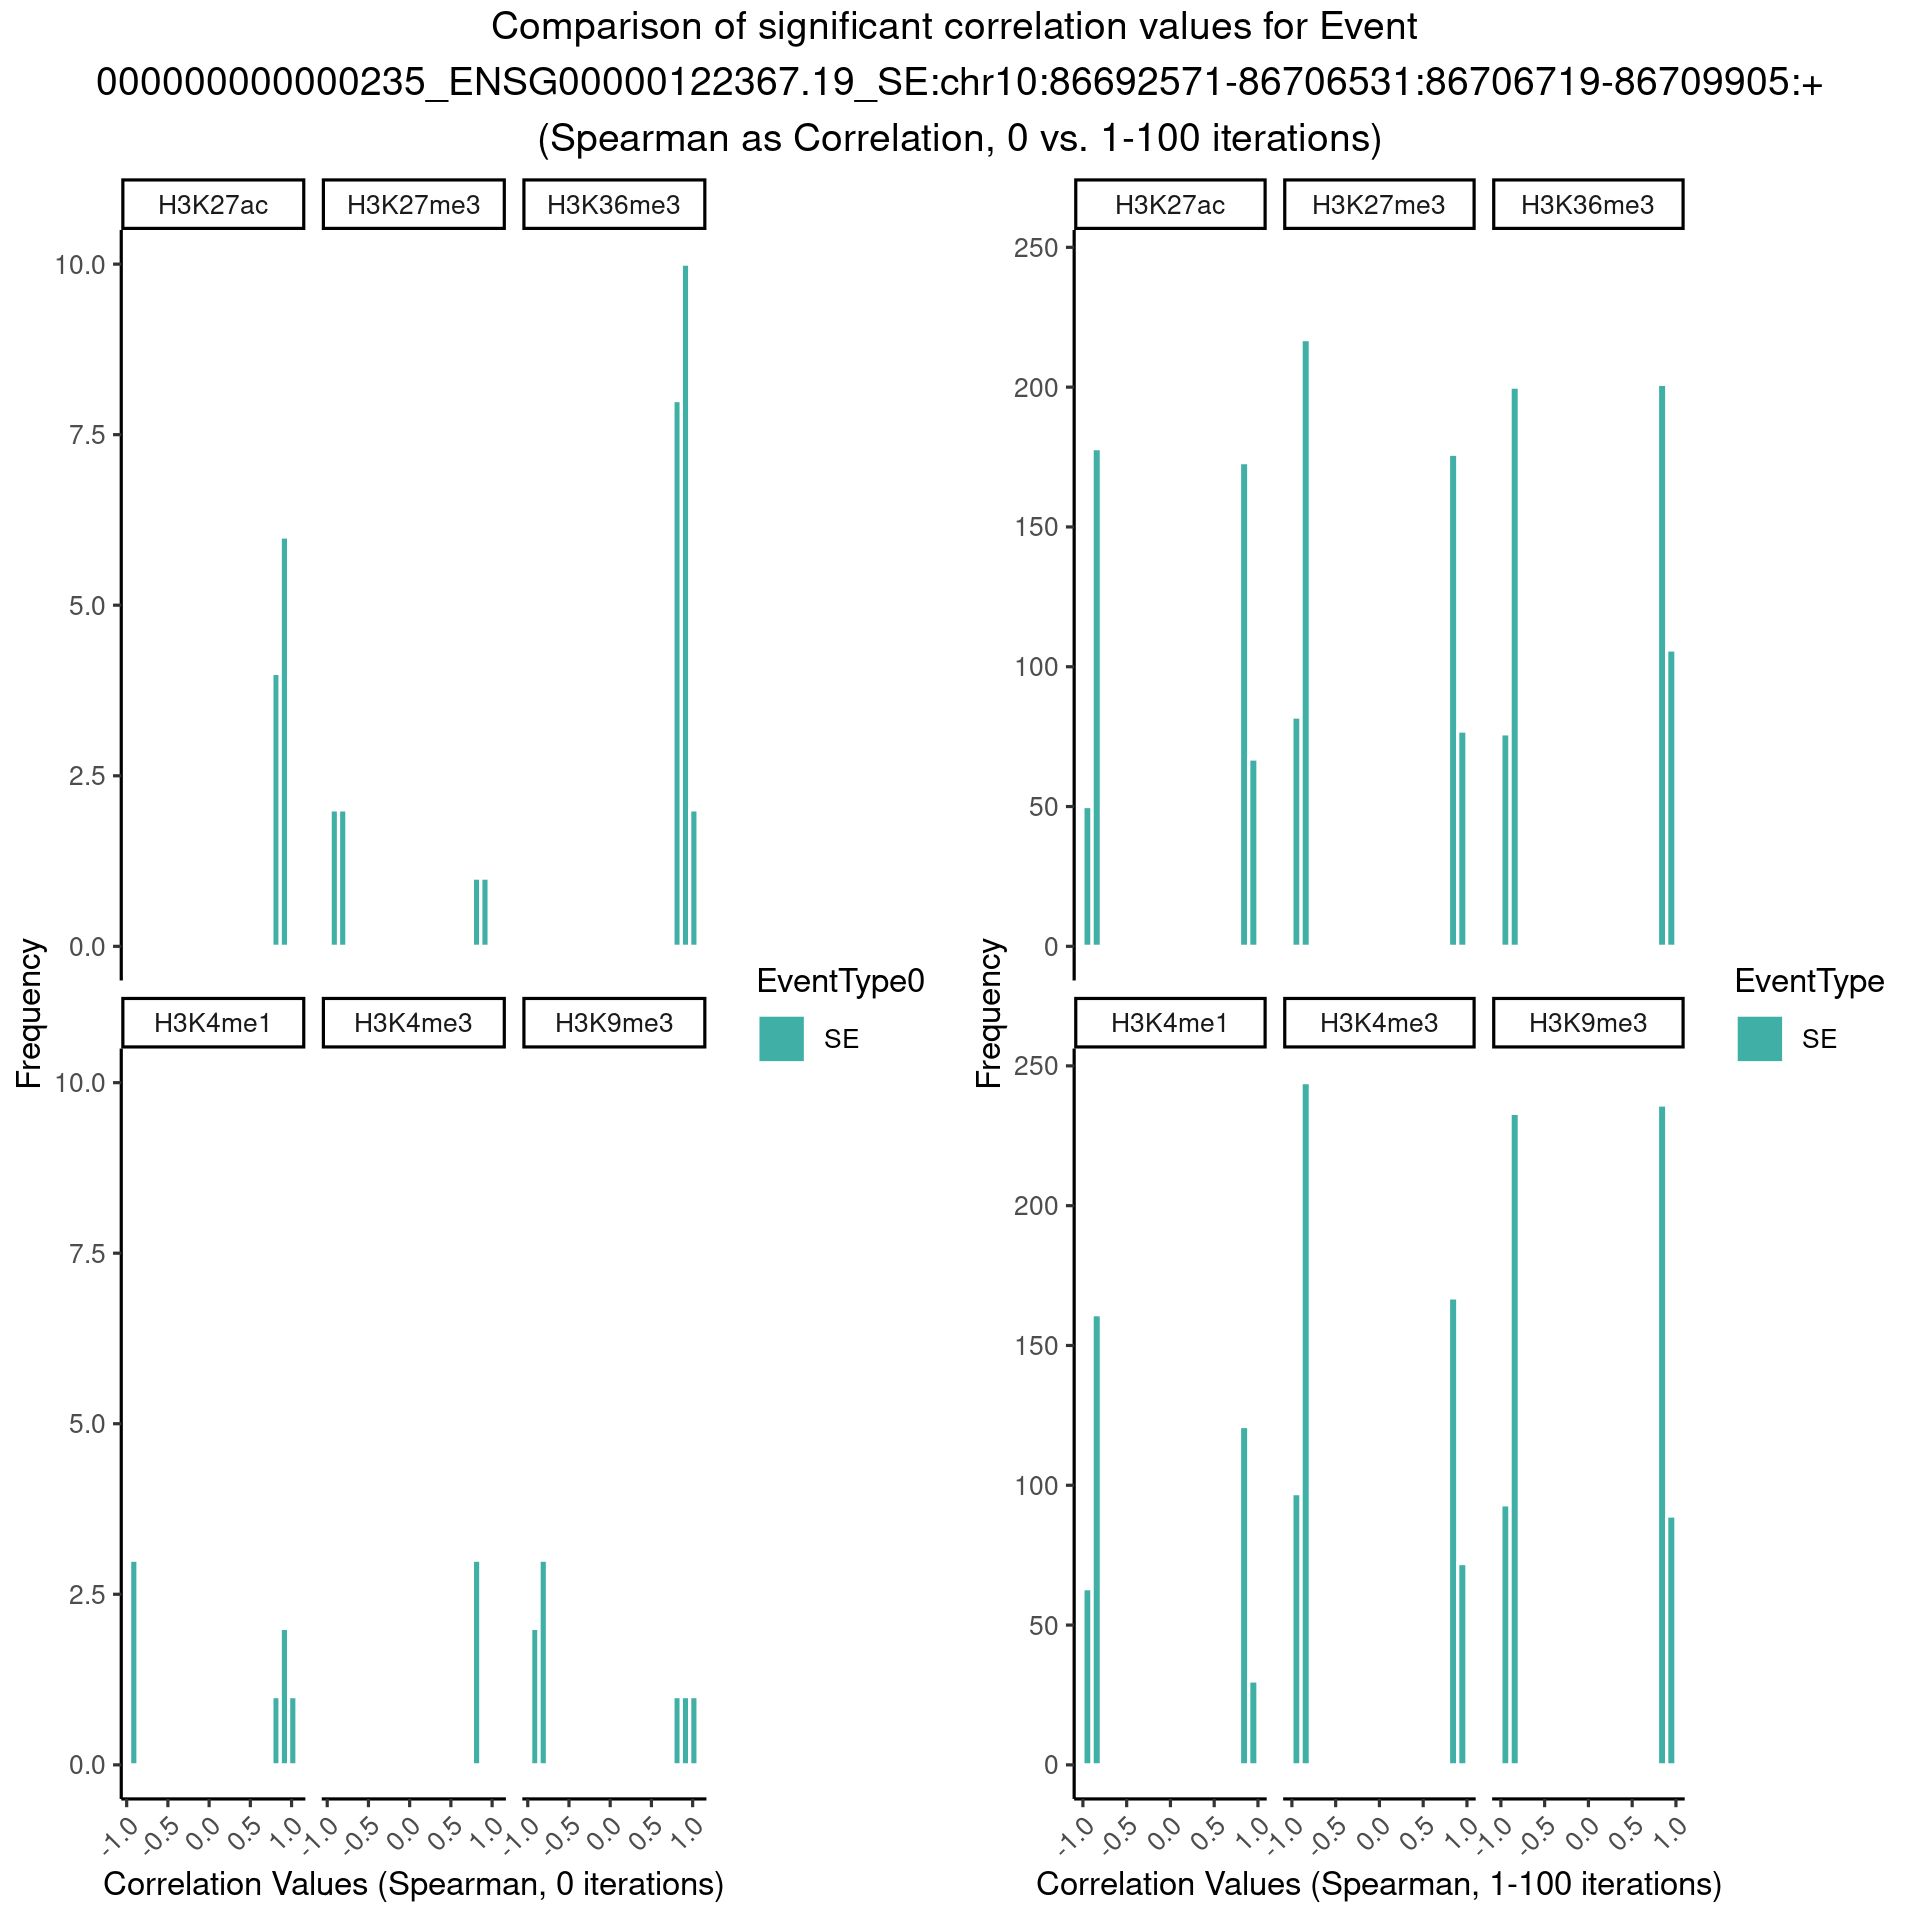 Comparison of significant correlation values for Event
000000000000235_ENSG00000122367.19_SE:chr10:86692571-86706531:86706719-86709905:+
(Spearman as Correlation, 0 vs. 1-100 iterations)
H3K27ac H3K27me3 H3K36me3
10.0
7.5
5.0
2.5
0.0
H3K4me1 H3K4me3 H3K9me3
10.0
7.5
5.0
2.5
0.0
-1.0 -0.5 0.0 0.5 1.0 -1.0 -0.5 0.0 0.5 1.0 -1.0 -0.5 0.0 0.5 1.0
Frequency
Correlation Values (Spearman, 0 iterations)
EventType0
SE
H3K27ac H3K27me3 H3K36me3
250
200
150
100
50
0
H3K4me1 H3K4me3 H3K9me3
250
200
150
100
50
0
-1.0 -0.5 0.0 0.5 1.0 -1.0 -0.5 0.0 0.5 1.0 -1.0 -0.5 0.0 0.5 1.0
Frequency
Correlation Values (Spearman, 1-100 iterations)
EventType
SE